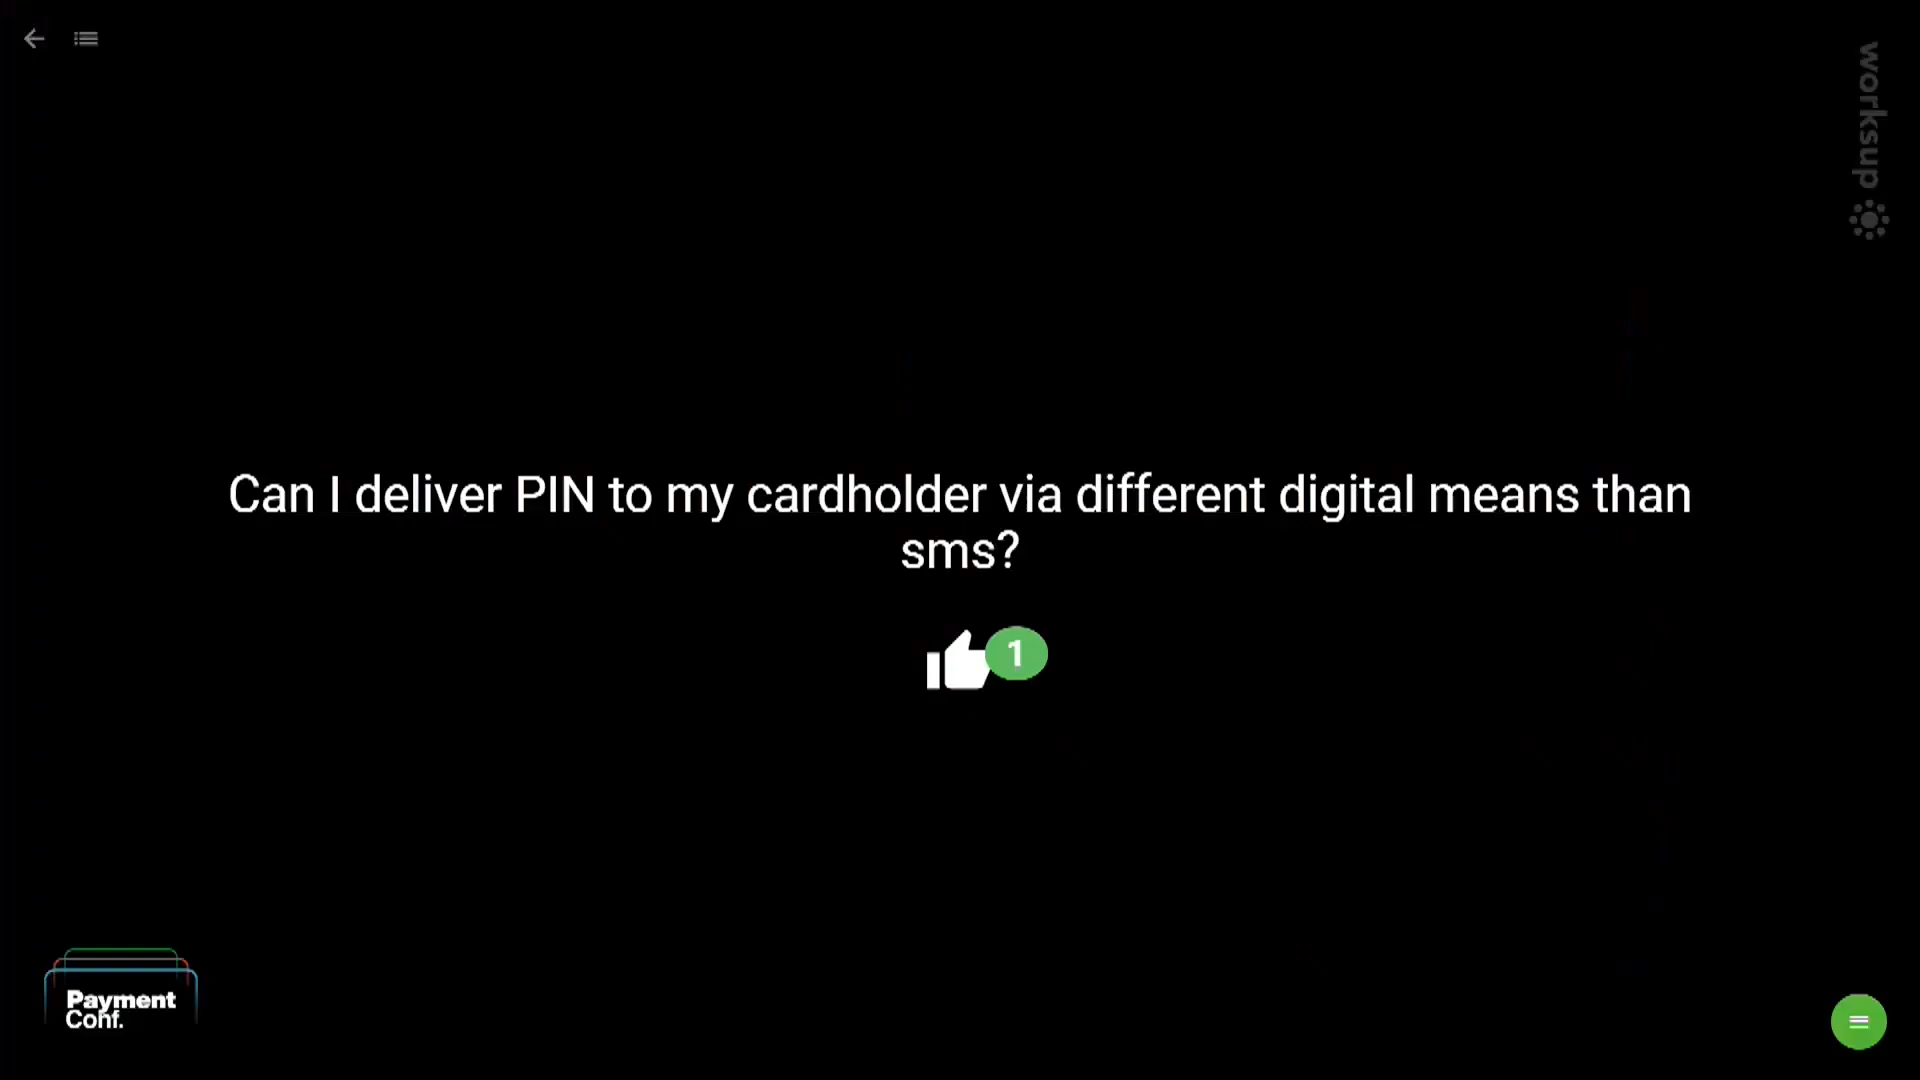 worksup
Can I deliver PIN to my cardholder via different digital means than
sms?
1
Payment
Conf.